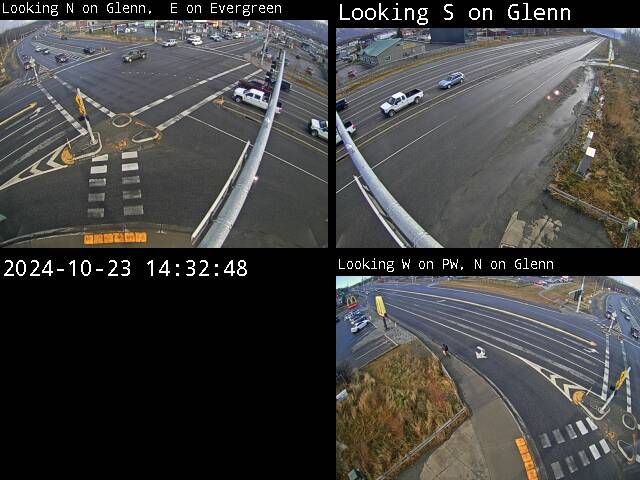 Looking N on Glenn,  E on Evergreen
Looking S on Glenn
2024-10-23 14:32:48
Looking W on PW, N on Glenn